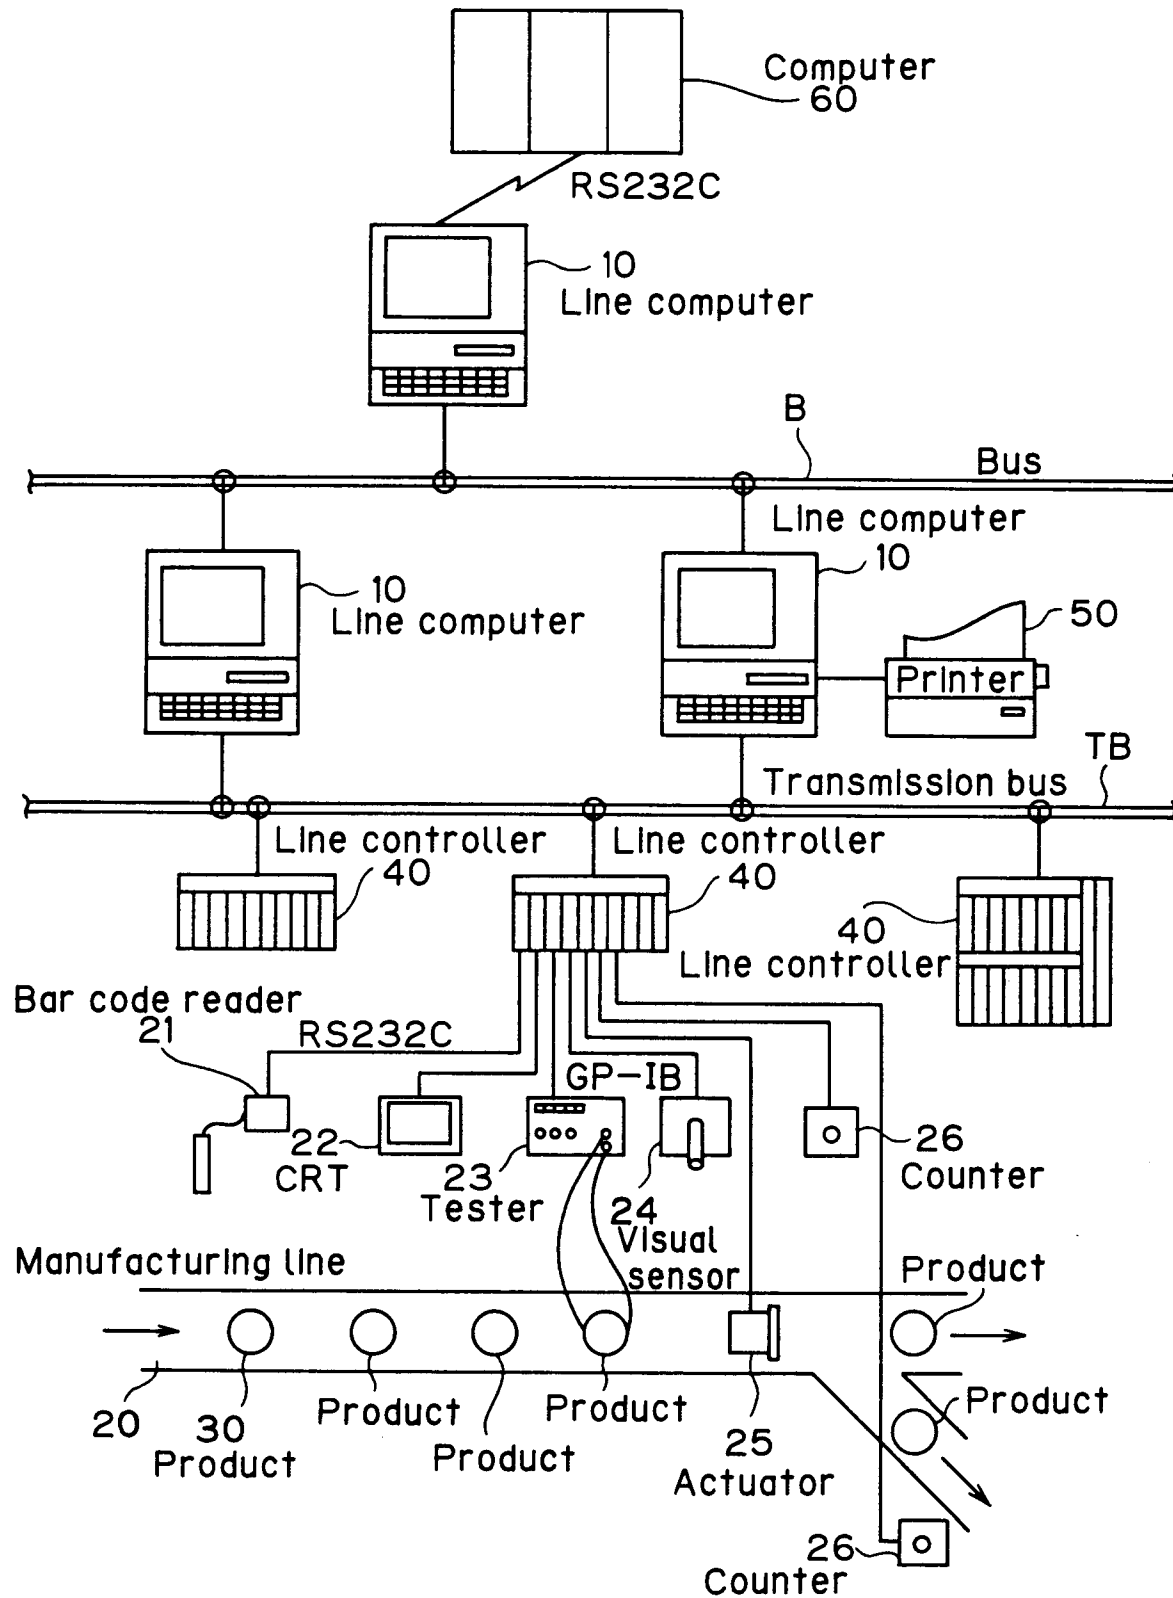 Computer
60
RS232C
10
Line computer
B
Bus
Line computer
10
10
Line computer
50
Printer
TB
Transmission bus
Line controller
40
Line controller
40
40
Line controller
Bar code reader
21
RS232C
GP-IB
22
CRT
23
Tester
24
Visual
sensor
26
Counter
Manufacturing line
Product
20
30
Product
Product
Product
Product
25
Actuator
Product
26
Counter